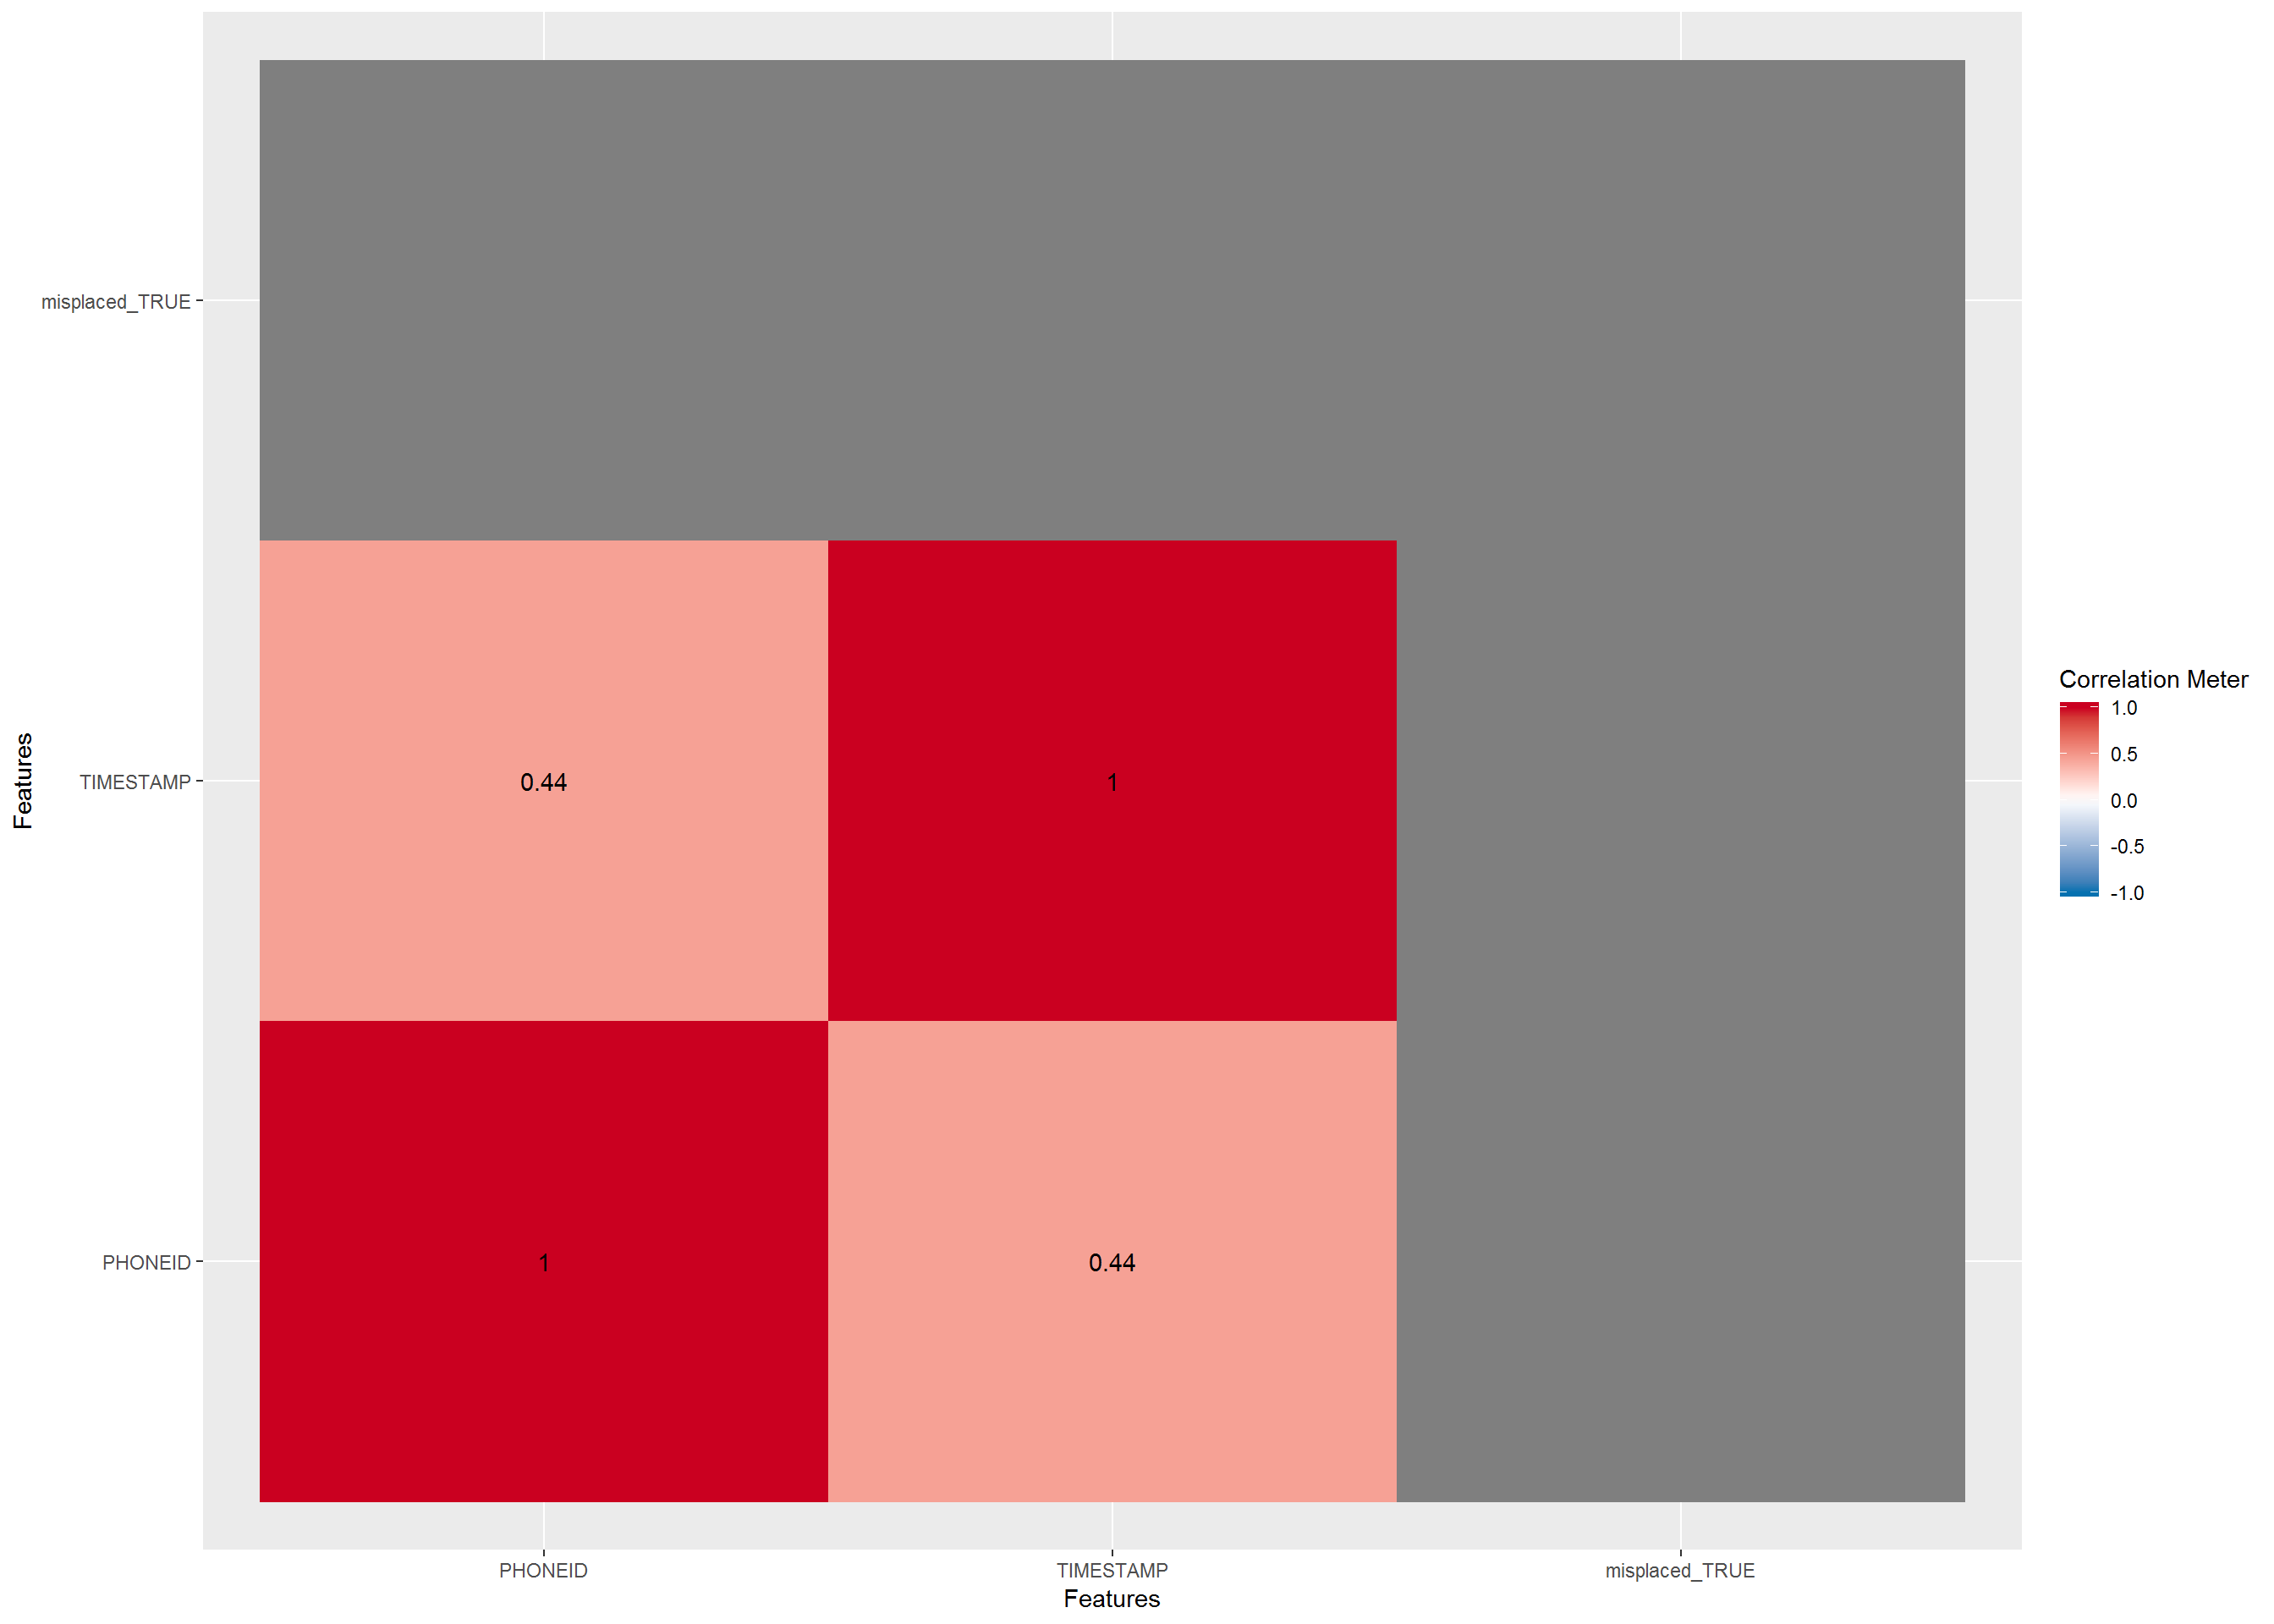 misplaced_TRUE
TIMESTAMP
PHONEID
Features
0.44
1
1
0.44
PHONEID
TIMESTAMP
misplaced_TRUE
Features
Correlation Meter
1.0
0.5
0.0
-0.5
-1.0